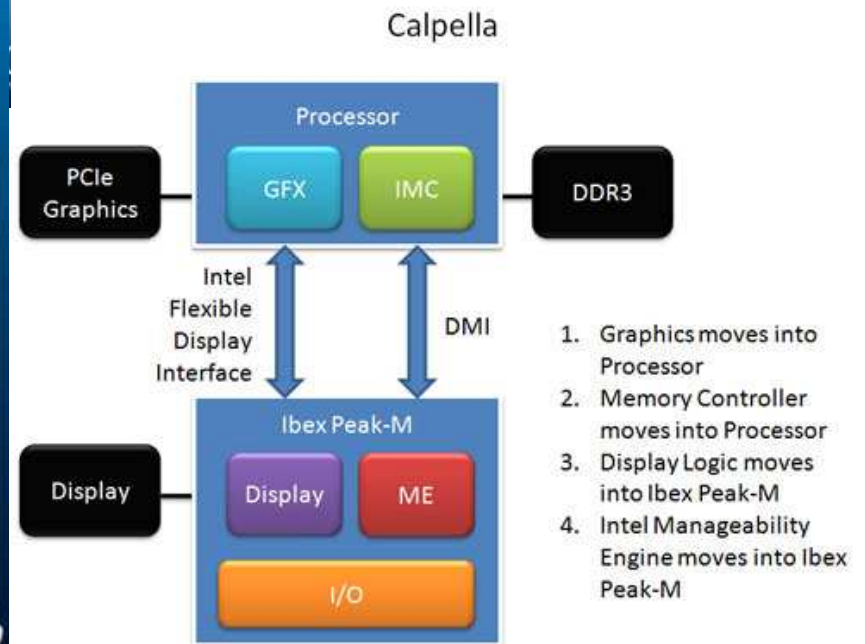 Calpella
Processor
PCIe
Graphics
GFX
IMC
DDR3
Intel
Flexible
Display
Interface
DMI
Ibex Peak-M
Display
Display
ME
I/O
1. Graphics moves into
Processor
2. Memory Controller
moves into Processor
3. Display Logic moves
into Ibex Peak-M
4. Intel Manageability
Engine moves into Ibex
Peak-M